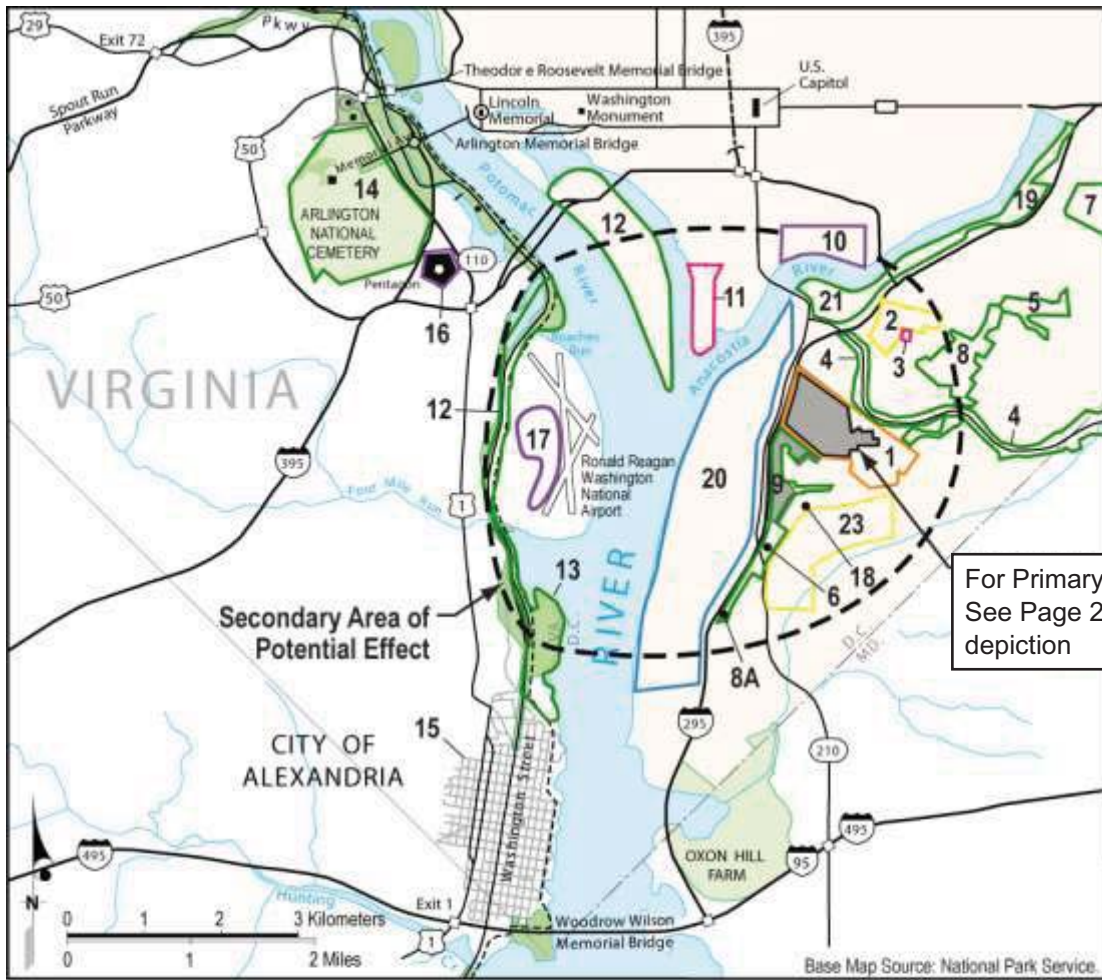 29
Exit 72
Pkwy
395
Theodor e Roosevelt Memorial Bridge
U.S.
Capitol
Spout Run
Parkway
Lincoln
Memorial
Washington
Monument
50
Arlington Memorial Bridge
14
ARLINGTON
NATIONAL
CEMETERY
Potomac
12
19
7
10
110
Pentagon
River
River
11
21
50
16
5
2
3
8
VIRGINIA
Anacostia
4
4
12
17
Ronald Reagan
Washington
National
Airport
20
1
9
395
Four Mile Run
1
23
18
6
13
For Primary
See Page 2
depiction
Secondary Area of
Potential Effect
D.C.
RIVER
D.C.
MD.
8A
295
15
CITY OF
ALEXANDRIA
Washington Street
210
495
495
95
OXON HILL
FARM
N
Hunting
Cr
Exit 1
1
Woodrow Wilson
Memorial Bridge
0 1 2 3 Kilometers
0 1 2 Miles
Base Map Source: National Park Service.